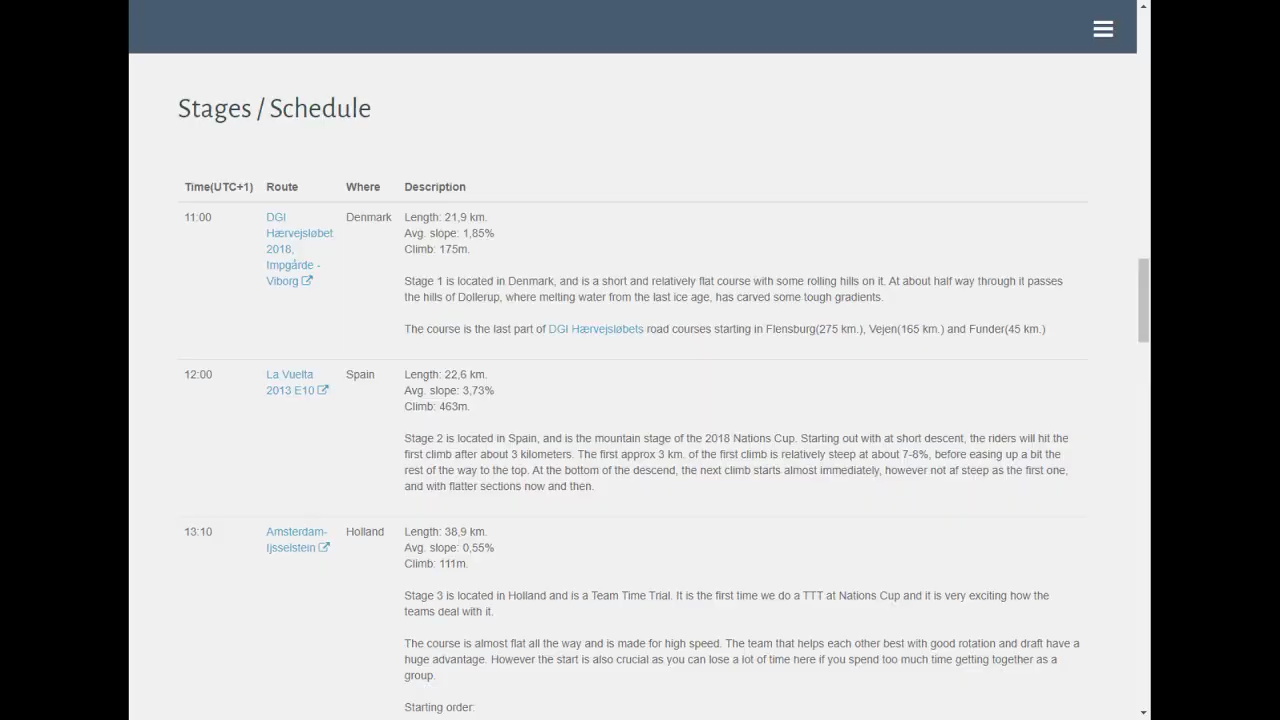 Stages / Schedule
Time(UTC+1) Route Where Description
11:00 DGI Denmark Length: 21,9 km.
Hærvejsløbet Avg. slope: 1,85%
2018, Climb: 175m.
Impgårde -
Viborg Stage 1 is located in Denmark, and is a short and relatively flat course with some rolling hills on it. At about half way through it passes
the hills of Dollerup, where melting water from the last ice age, has carved some tough gradients.
The course is the last part of DGI Hærvejsløbets road courses starting in Flensburg(275 km.), Vejen(165 km.) and Funder(45 km.)
12:00 La Vuelta Spain Length: 22,6 km.
2013 E10 Avg. slope: 3,73%
Climb: 463m.
Stage 2 is located in Spain, and is the mountain stage of the 2018 Nations Cup. Starting out with at short descent, the riders will hit the
first climb after about 3 kilometers. The first approx 3 km. of the first climb is relatively steep at about 7-8%, before easing up a bit the
rest of the way to the top. At the bottom of the descend, the next climb starts almost immediately, however not af steep as the first one,
and with flatter sections now and then.
13:10 Amsterdam- Holland Length: 38,9 km.
Ijsselstein Avg. slope: 0,55%
Climb: 111m.
Stage 3 is located in Holland and is a Team Time Trial. It is the first time we do a TTT at Nations Cup and it is very exciting how the
teams deal with it.
The course is almost flat all the way and is made for high speed. The team that helps each other best with good rotation and draft have a
huge advantage. However the start is also crucial as you can lose a lot of time here if you spend too much time getting together as a
group.
Starting order: